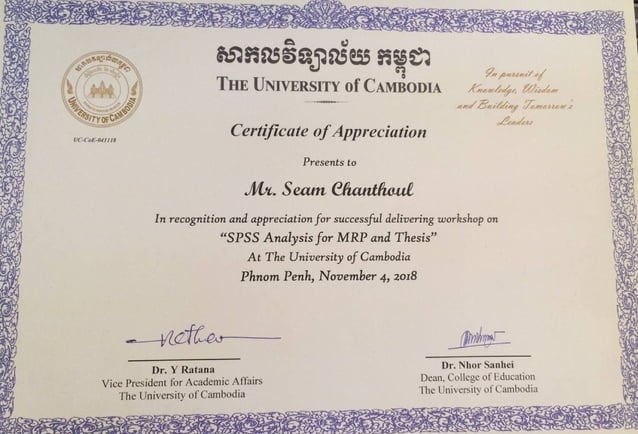 សាកលវិទ្យាល័យ កម្ពុជា
THE UNIVERSITY of CAMBODIA
In pursuit of
Knowledge, Wisdom
and Building Tomorrow's
Leaders
UNIVERSITY OF CAMBODIA
UC-CoE-041118
Certificate of Appreciation
Presents to
Mr. Seam Chanthoul
In recognition and appreciation for successful delivering workshop on
"SPSS Analysis for MRP and Thesis"
At The University of Cambodia
Phnom Penh, November 4, 2018
Dr. Y Ratana
Vice President for Academic Affairs
The University of Cambodia
Dr. Nhor Sanhei
Dean, College of Education
The University of Cambodia